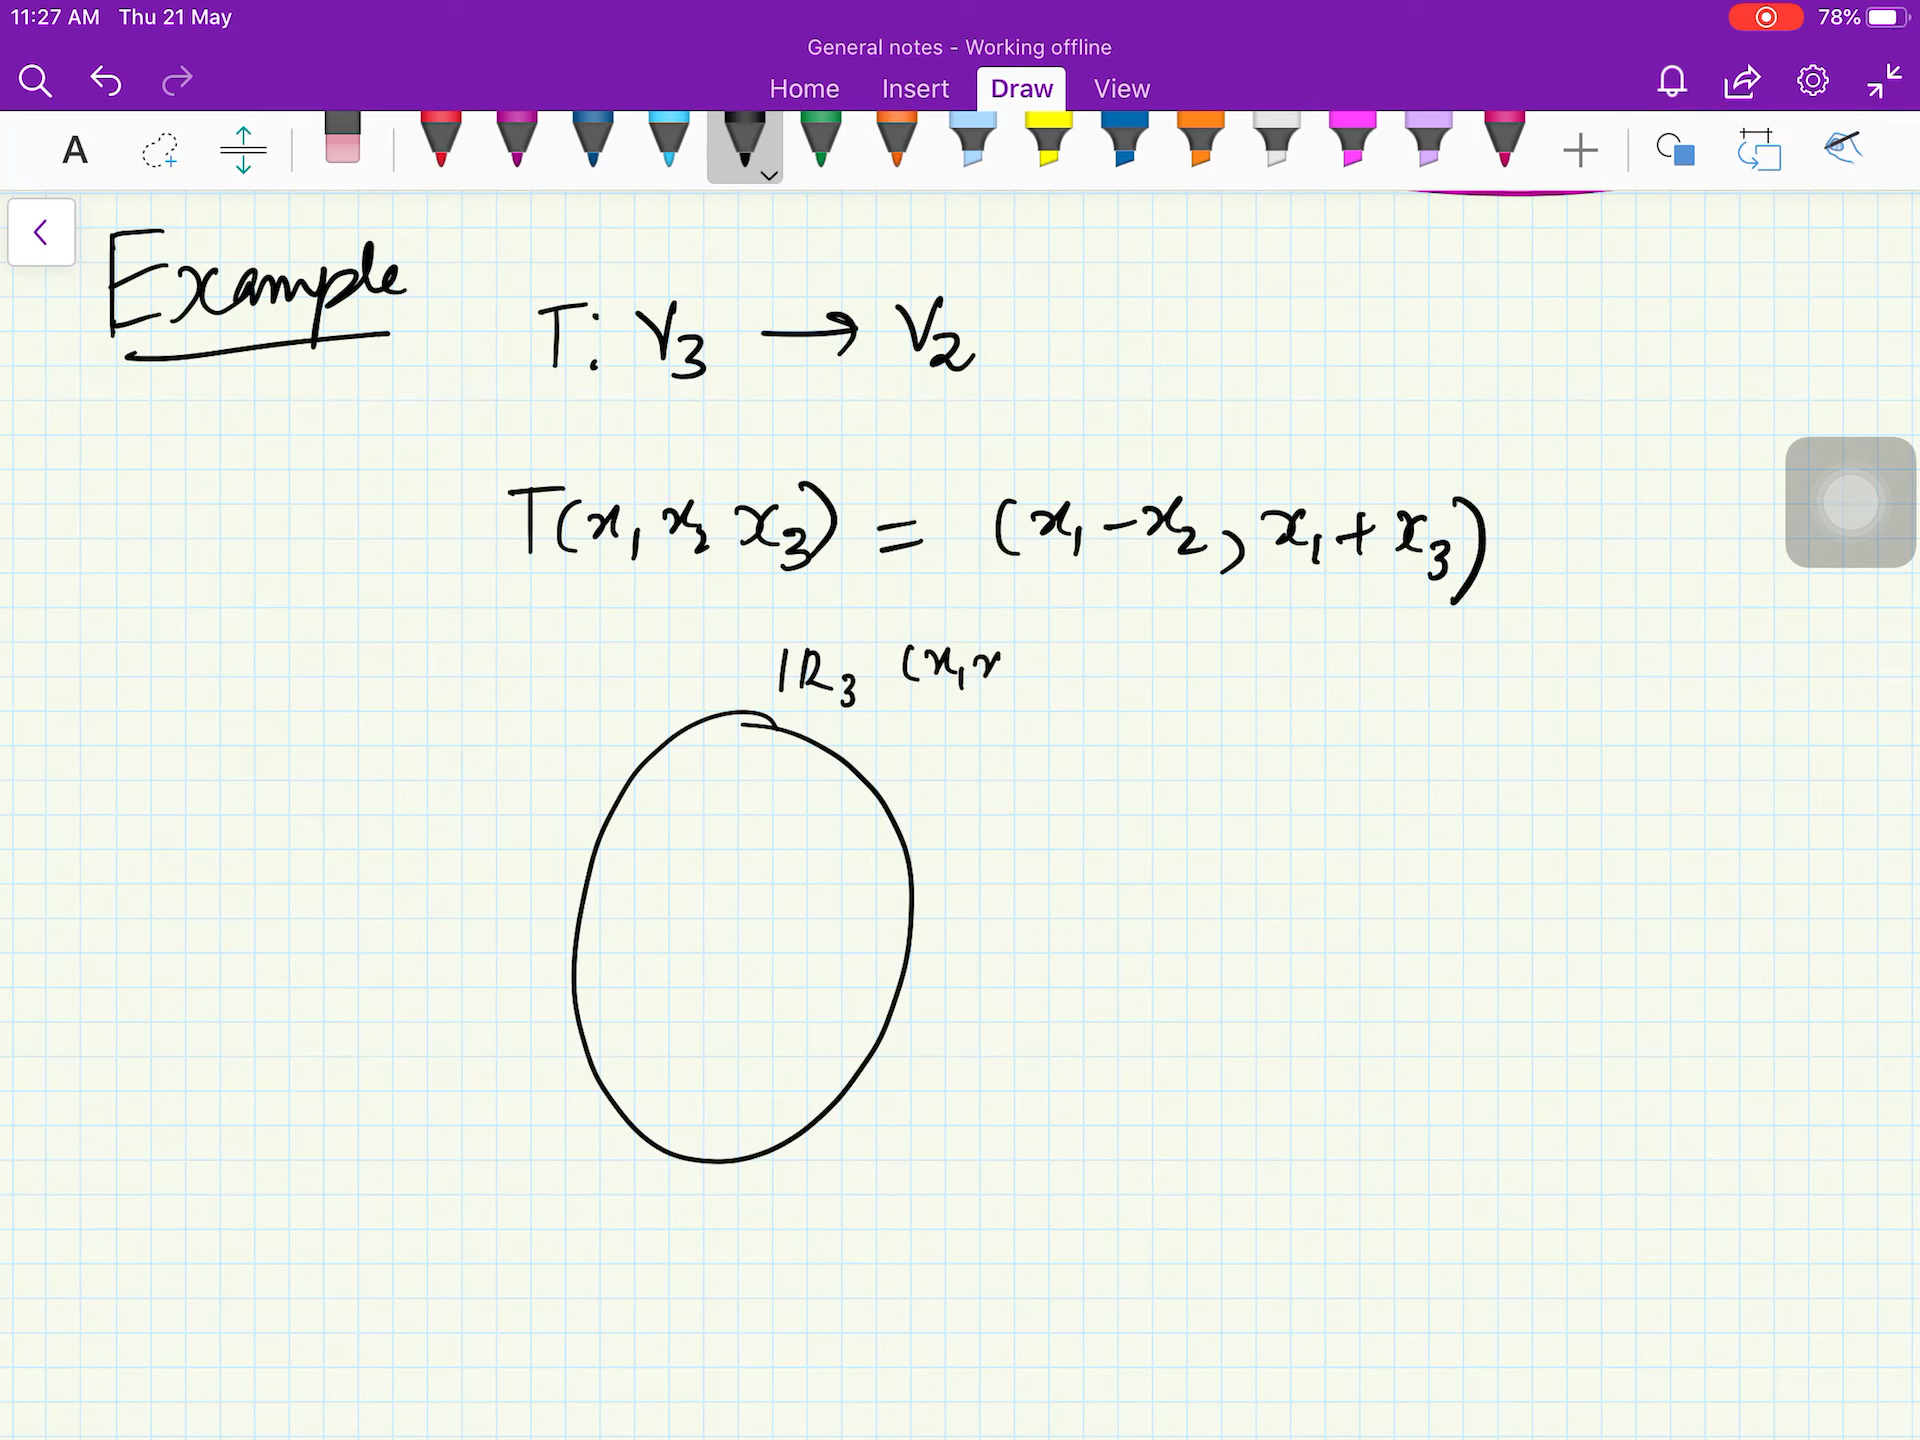 11:27 AM Thu 21 May
78%
General notes - Working offline
Home Insert Draw View
A
Example
T: V₃ → V₂
T(x₁ x₂ x₃) = (x₁ - x₂, x₁ + x₃)
IR₃ (x₁ x